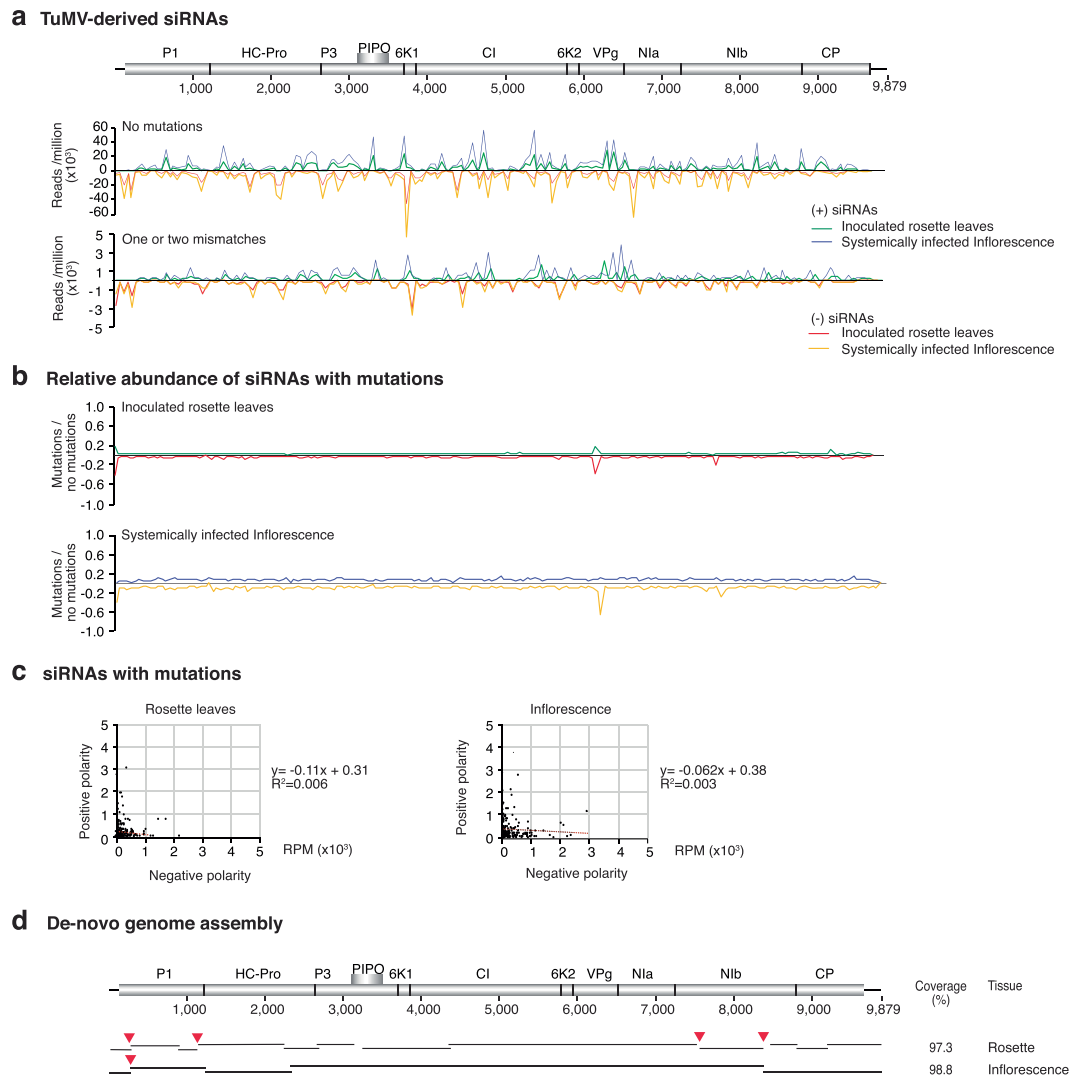 a TuMV-derived siRNAs
P1 HC-Pro P3 PIPO 6K1 CI 6K2 VPg NIa NIb CP
1,000 2,000 3,000 4,000 5,000 6,000 7,000 8,000 9,000 9,879
No mutations
Reads /million
(x10³)
60
40
20
0
-20
-40
-60
(+) siRNAs
Inoculated rosette leaves
Systemically infected Inflorescence
One or two mismatches
Reads /million
(x10³)
5
3
1
-1
-3
-5
(-) siRNAs
Inoculated rosette leaves
Systemically infected Inflorescence
b Relative abundance of siRNAs with mutations
Inoculated rosette leaves
Mutations /
no mutations
1.0
0.6
0.2
-0.2
-0.6
-1.0
Systemically infected Inflorescence
Mutations /
no mutations
1.0
0.6
0.2
-0.2
-0.6
-1.0
c siRNAs with mutations
Rosette leaves
Positive polarity
5
4
3
2
1
0
0 1 2 3 4 5
RPM (x10³)
Negative polarity
y= -0.11x + 0.31
R²=0.006
Inflorescence
Positive polarity
5
4
3
2
1
0
0 1 2 3 4 5
RPM (x10³)
Negative polarity
y= -0.062x + 0.38
R²=0.003
d De-novo genome assembly
P1 HC-Pro P3 PIPO 6K1 CI 6K2 VPg NIa NIb CP
1,000 2,000 3,000 4,000 5,000 6,000 7,000 8,000 9,000 9,879
Coverage
(%)
Tissue
97.3 Rosette
98.8 Inflorescence